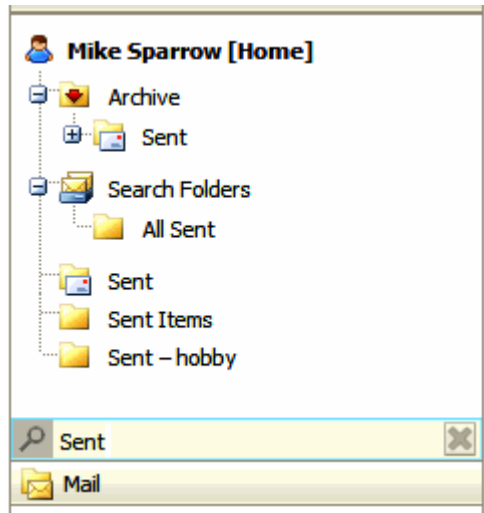 Mike Sparrow [Home]
Archive
Sent
Search Folders
All Sent
Sent
Sent Items
Sent – hobby
Sent
Mail